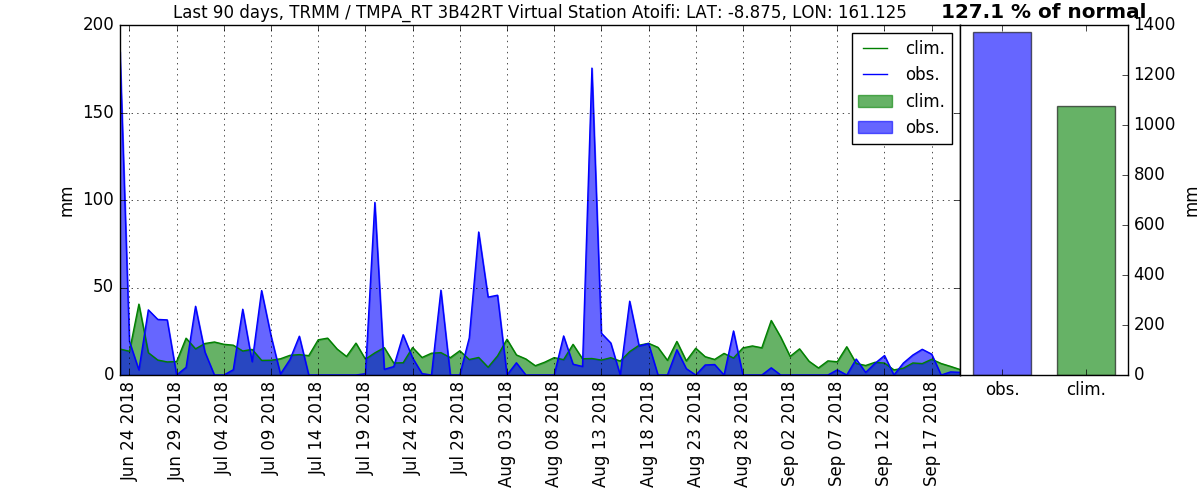 Last 90 days, TRMM / TMPA_RT 3B42RT Virtual Station Atoifi: LAT: -8.875, LON: 161.125
127.1 % of normal
200
150
100
50
0
mm
clim.
obs.
clim.
obs.
1400
1200
1000
800
600
400
200
0
mm
Jun 24 2018
Jun 29 2018
Jul 04 2018
Jul 09 2018
Jul 14 2018
Jul 19 2018
Jul 24 2018
Jul 29 2018
Aug 03 2018
Aug 08 2018
Aug 13 2018
Aug 18 2018
Aug 23 2018
Aug 28 2018
Sep 02 2018
Sep 07 2018
Sep 12 2018
Sep 17 2018
obs.
clim.